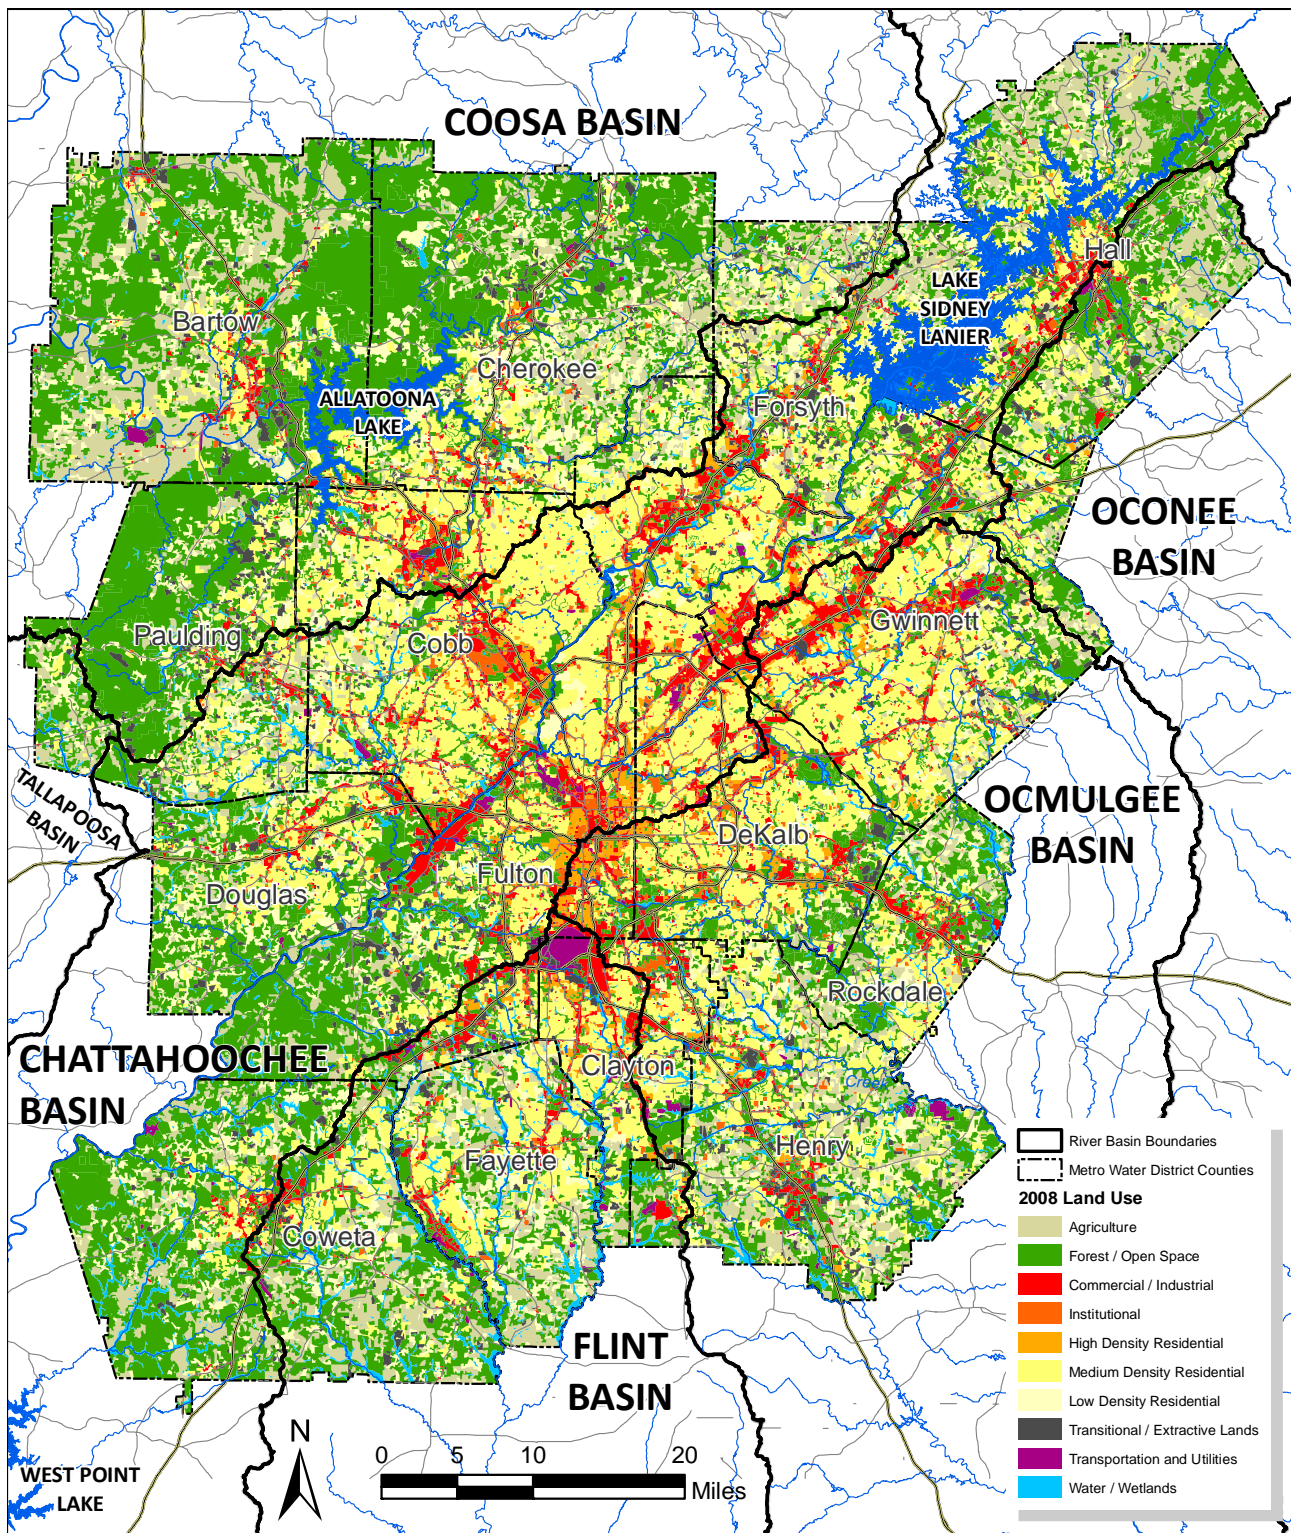 COOSA BASIN
Hall
LAKE
SIDNEY
LANIER
Bartow
Cherokee
ALLATOONA
LAKE
Forsyth
OCONEE
BASIN
Gwinnett
Paulding
Cobb
TALLAPOOSA
BASIN
OCMULGEE
BASIN
DeKalb
Fulton
Douglas
Rockdale
CHATTAHOOCHEE
BASIN
Clayton
Creek
Henry
Fayette
Coweta
FLINT
BASIN
WEST POINT
LAKE
N
0 5 10 20
Miles
River Basin Boundaries
Metro Water District Counties
2008 Land Use
Agriculture
Forest / Open Space
Commercial / Industrial
Institutional
High Density Residential
Medium Density Residential
Low Density Residential
Transitional / Extractive Lands
Transportation and Utilities
Water / Wetlands